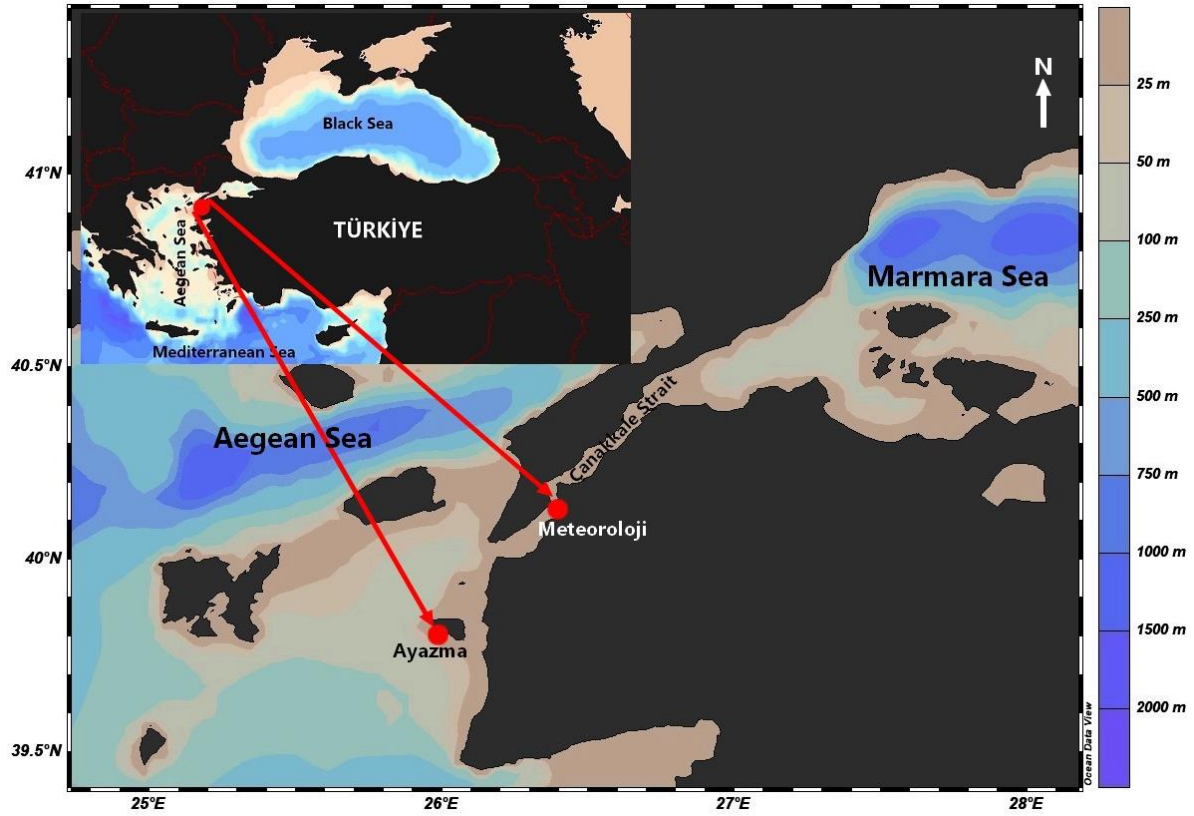 N
Black Sea
TÜRKİYE
Aegean Sea
Mediterranean Sea
Marmara Sea
Aegean Sea
Çanakkale Strait
Meteoroloji
Ayazma
41°N
40.5°N
40°N
39.5°N
25°E
26°E
27°E
28°E
25 m
50 m
100 m
250 m
500 m
750 m
1000 m
1500 m
2000 m
Ocean Data View